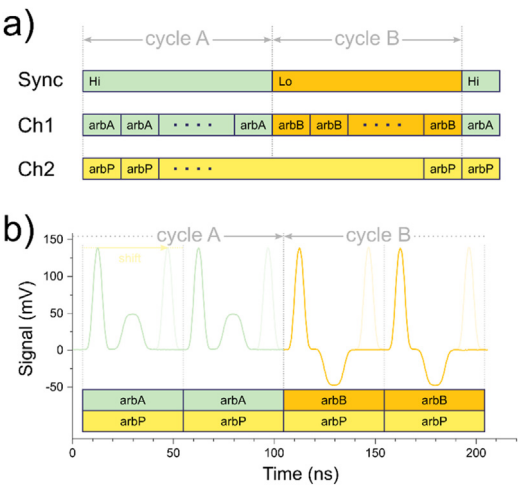 a)
cycle A cycle B
Sync Hi Lo Hi
Ch1 arbA arbA .... arbA arbB arbB .... arbB arbA
Ch2 arbP arbP .... arbP arbP
b)
cycle A cycle B
150
shift
100
50
0
-50
Signal (mV)
arbA arbA arbB arbB
arbP arbP arbP arbP
0 50 100 150 200
Time (ns)